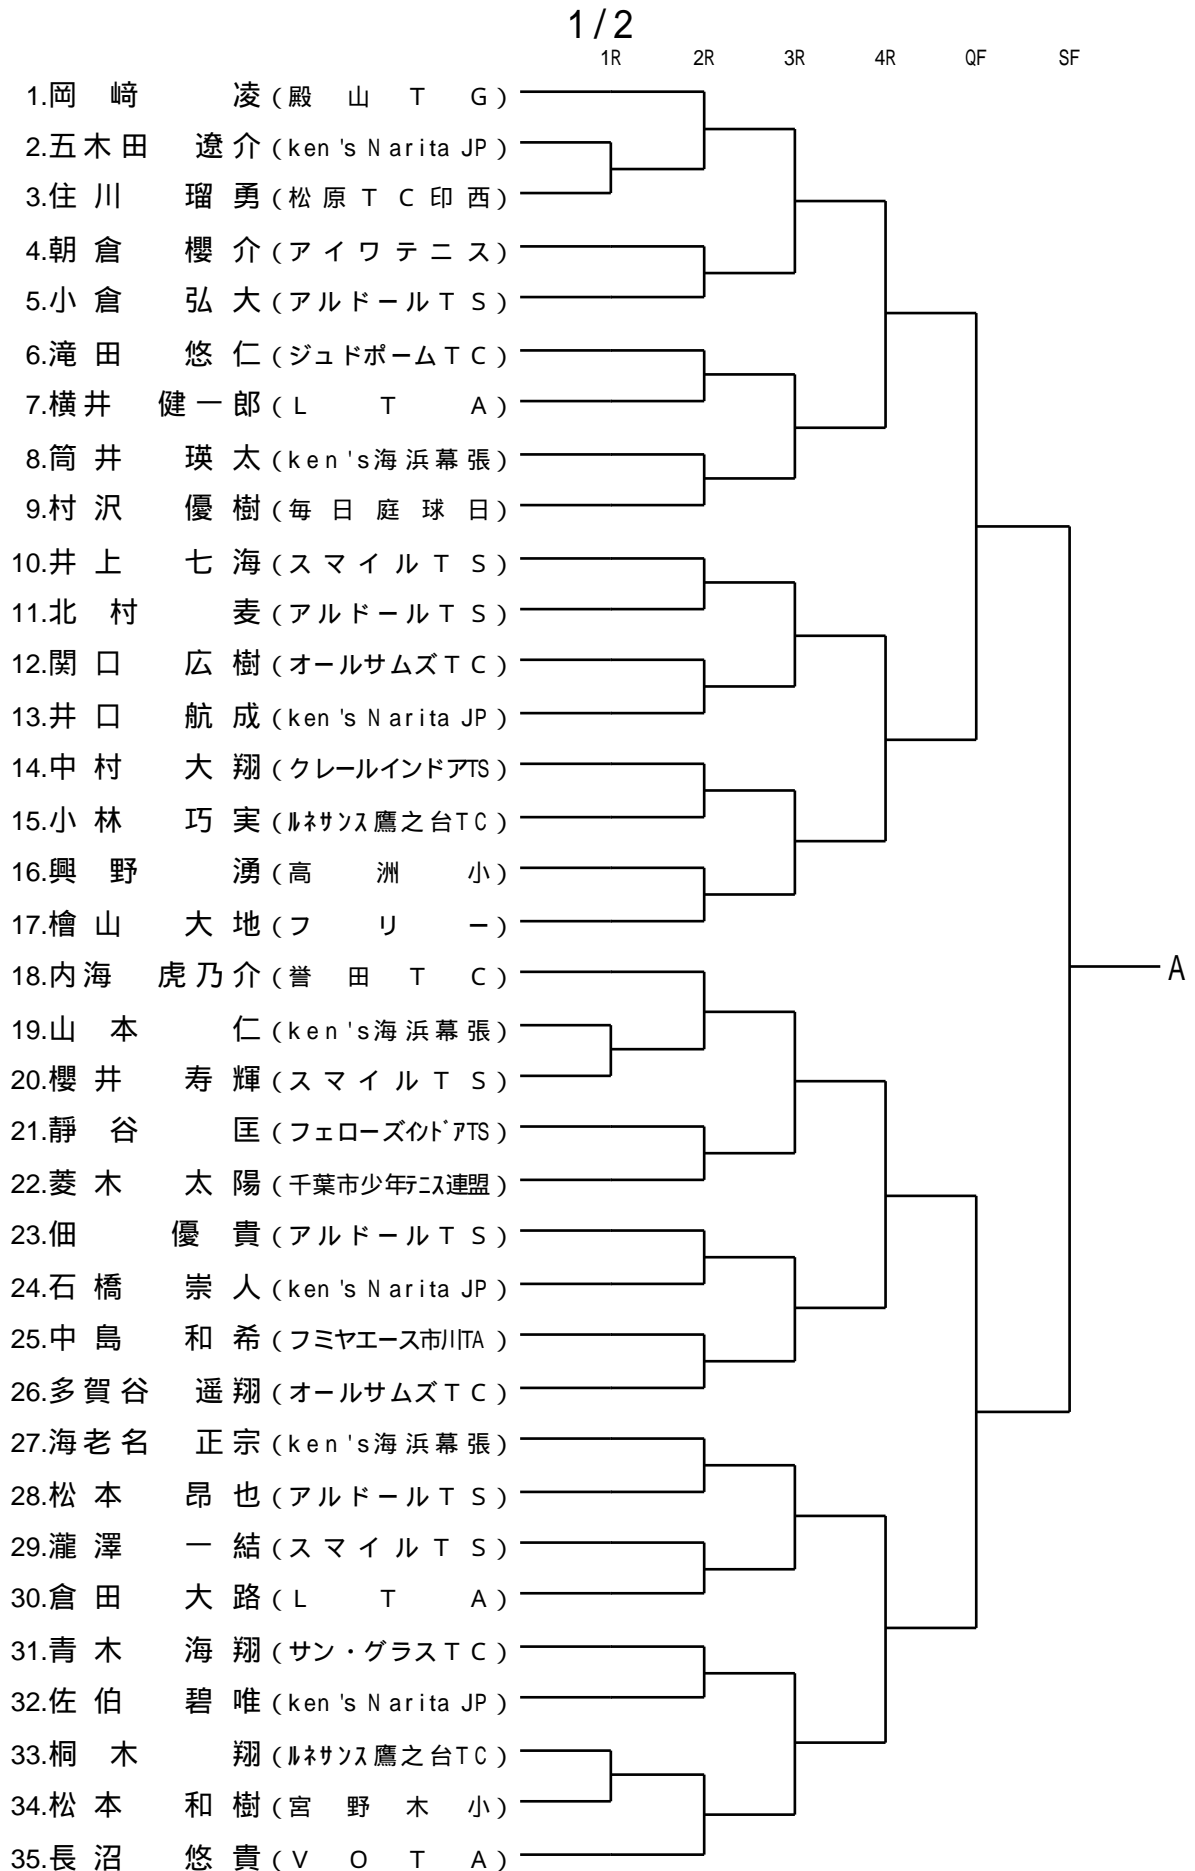 1/2
1R 2R 3R 4R QF SF
1.岡﨑 凌(殿山TG)
2.五木田 遼介(ken's Narita JP)
3.住川 瑠勇(松原TC印西)
4.朝倉 櫻介(アイワテニス)
5.小倉 弘大(アルドールTS)
6.滝田 悠仁(ジュドポームTC)
7.横井 健一郎(LTA)
8.筒井 瑛太(ken's海浜幕張)
9.村沢 優樹(毎日庭球日)
10.井上 七海(スマイルTS)
11.北村 麦(アルドールTS)
12.関口 広樹(オールサムズTC)
13.井口 航成(ken's Narita JP)
14.中村 大翔(クレールインドアTS)
15.小林 巧実(ルネサンス鷹之台TC)
16.興野 湧(高洲小)
17.檜山 大地(フリー)
18.内海 虎乃介(誉田TC)
A
19.山本 仁(ken's海浜幕張)
20.櫻井 寿輝(スマイルTS)
21.靜谷 匡(フェローズインドアTS)
22.菱木 太陽(千葉市少年テニス連盟)
23.佃 優貴(アルドールTS)
24.石橋 崇人(ken's Narita JP)
25.中島 和希(フミヤエース市川TA)
26.多賀谷 遥翔(オールサムズTC)
27.海老名 正宗(ken's海浜幕張)
28.松本 昂也(アルドールTS)
29.瀧澤 一結(スマイルTS)
30.倉田 大路(LTA)
31.青木 海翔(サン・グラスTC)
32.佐伯 碧唯(ken's Narita JP)
33.桐木 翔(ルネサンス鷹之台TC)
34.松本 和樹(宮野木小)
35.長沼 悠貴(VOTA)